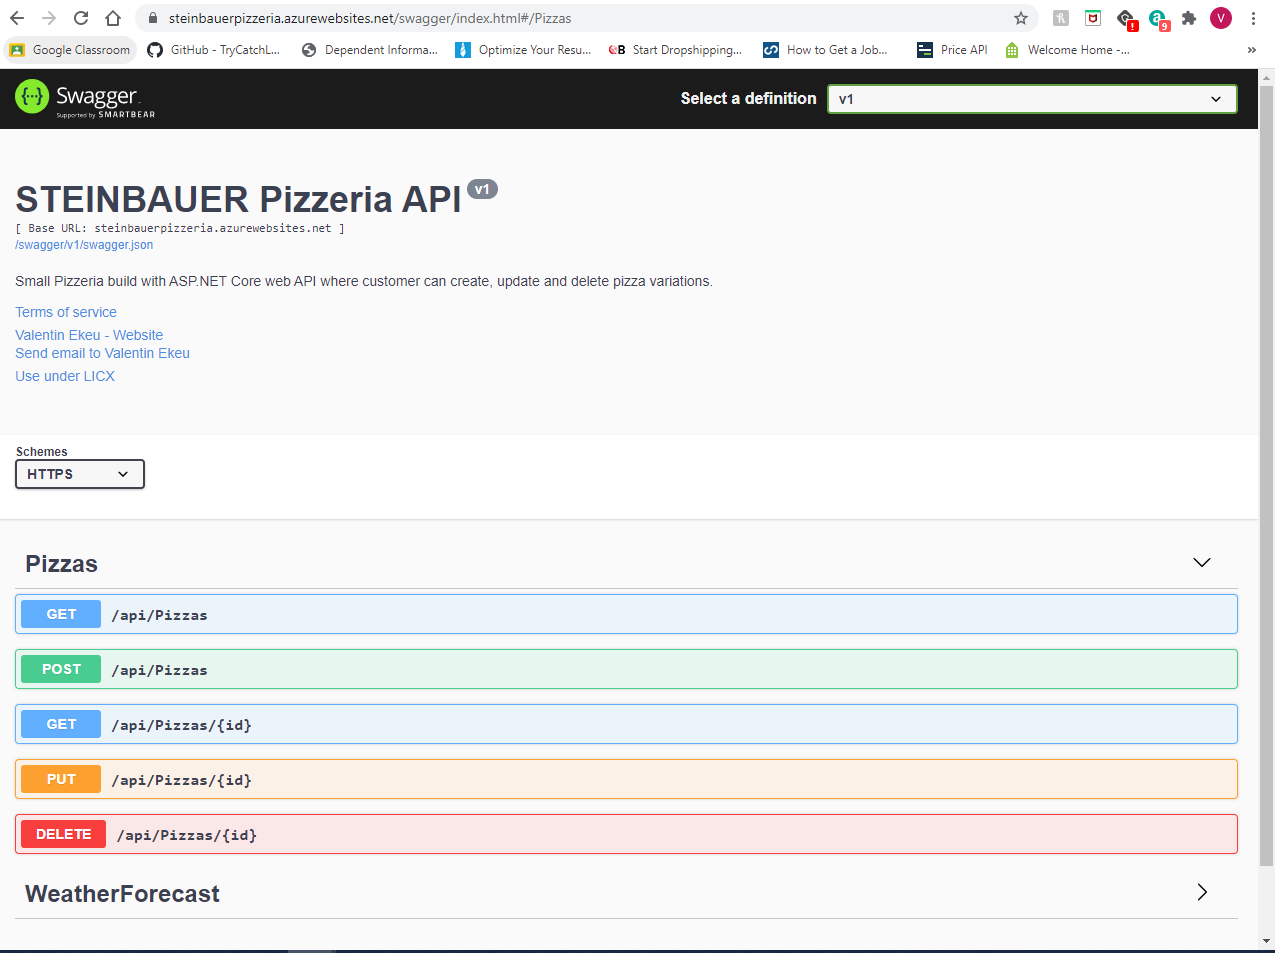 steinbauerpizzeria.azurewebsites.net/swagger/index.html#/Pizzas
9
V
Google Classroom
GitHub - TryCatchL...
Dependent Informa...
Optimize Your Resu...
Start Dropshipping...
How to Get a Job...
Price API
Welcome Home -...
»
Swagger
Supported by SMARTBEAR
Select a definition
v1
STEINBAUER Pizzeria API v1
[ Base URL: steinbauerpizzeria.azurewebsites.net ]
/swagger/v1/swagger.json
Small Pizzeria build with ASP.NET Core web API where customer can create, update and delete pizza variations.
Terms of service
Valentin Ekeu - Website
Send email to Valentin Ekeu
Use under LICX
Schemes
HTTPS
Pizzas
GET /api/Pizzas
POST /api/Pizzas
GET /api/Pizzas/{id}
PUT /api/Pizzas/{id}
DELETE /api/Pizzas/{id}
WeatherForecast